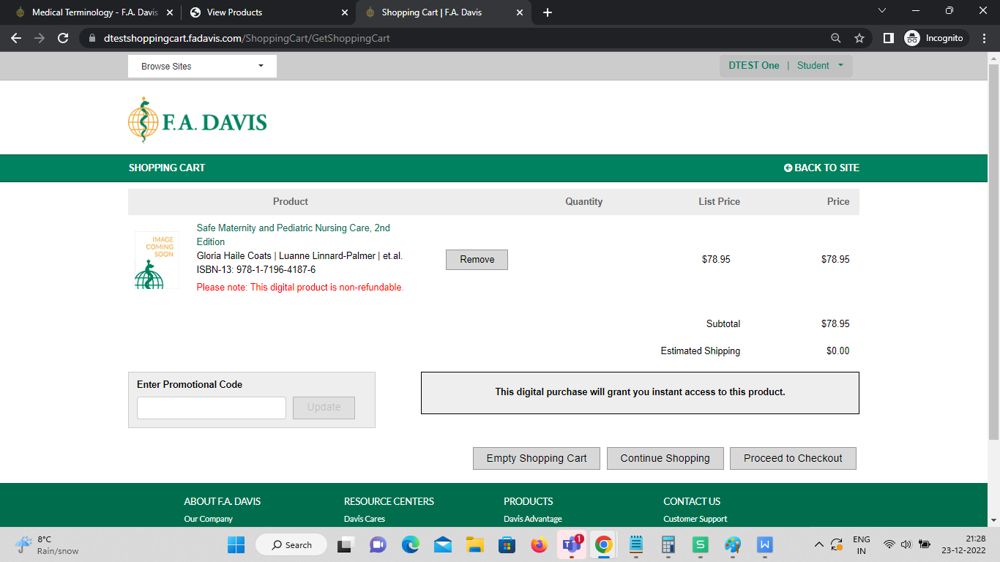 Medical Terminology - F.A. Davis
View Products
Shopping Cart | F.A. Davis
dtestshoppingcart.fadavis.com/ShoppingCart/GetShoppingCart
Incognito
Browse Sites
DTEST One | Student
F.A. DAVIS
SHOPPING CART
BACK TO SITE
Product
Quantity
List Price
Price
IMAGE
COMING
SOON
Safe Maternity and Pediatric Nursing Care, 2nd
Edition
Gloria Haile Coats | Luanne Linnard-Palmer | et.al.
ISBN-13: 978-1-7196-4187-6
Please note: This digital product is non-refundable.
Remove
$78.95
$78.95
Subtotal
$78.95
Estimated Shipping
$0.00
Enter Promotional Code
Update
This digital purchase will grant you instant access to this product.
Empty Shopping Cart
Continue Shopping
Proceed to Checkout
ABOUT F.A. DAVIS
RESOURCE CENTERS
PRODUCTS
CONTACT US
Our Company
Davis Cares
Davis Advantage
Customer Support
8°C
Rain/snow
Search
1
S
W
ENG
IN
21:28
23-12-2022